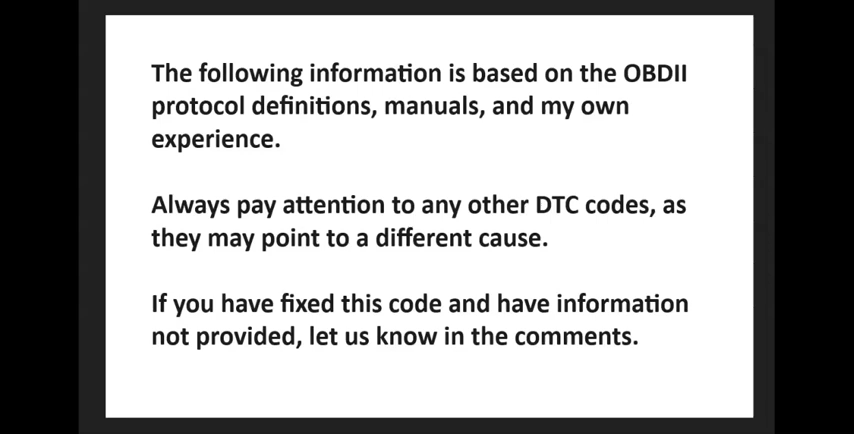 The following information is based on the OBDII
protocol definitions, manuals, and my own
experience.
Always pay attention to any other DTC codes, as
they may point to a different cause.
If you have fixed this code and have information
not provided, let us know in the comments.